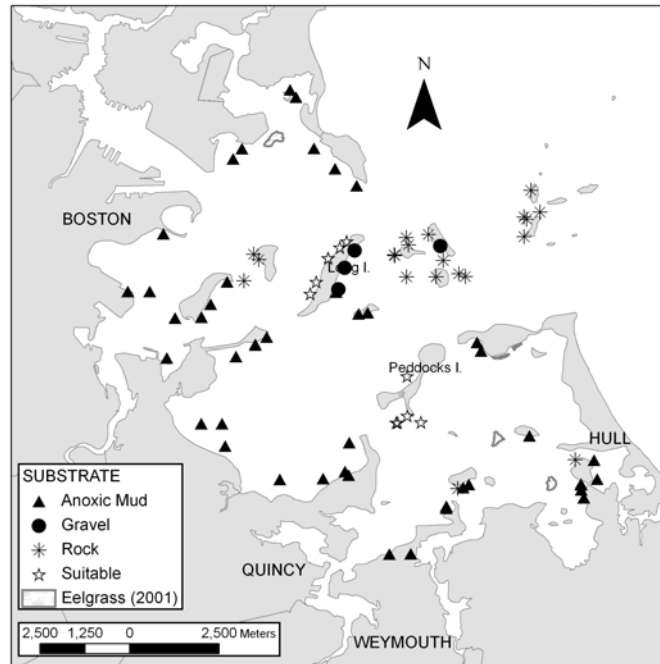 N
BOSTON
Long I.
Peddocks I.
HULL
SUBSTRATE
Anoxic Mud
Gravel
Rock
Suitable
Eelgrass (2001)
QUINCY
2,500 1,250 0 2,500 Meters
WEYMOUTH